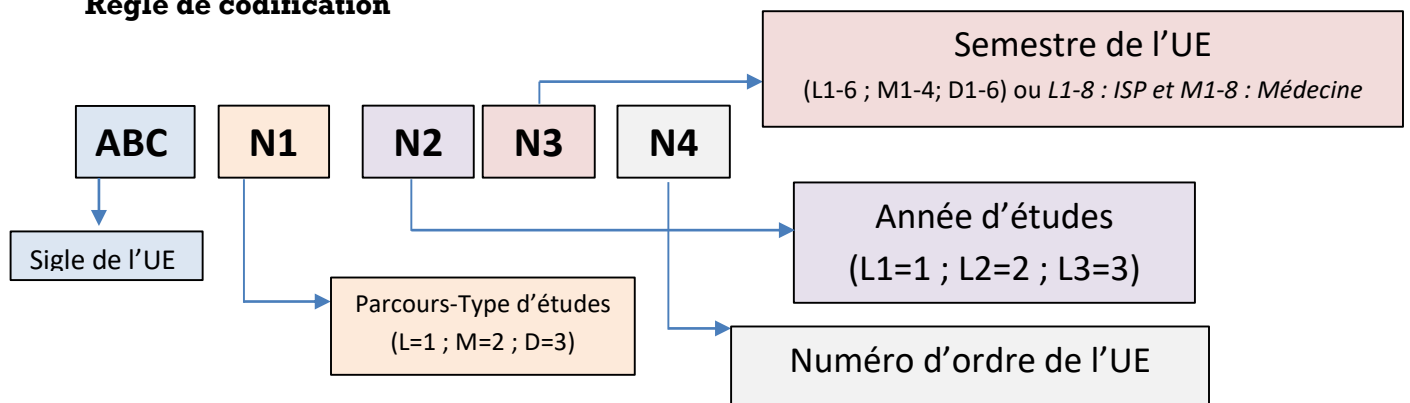 Règle de codification
Semestre de l’UE
(L1-6 ; M1-4; D1-6) ou L1-8 : ISP et M1-8 : Médecine
ABC N1 N2 N3 N4
Année d’études
(L1=1 ; L2=2 ; L3=3)
Sigle de l’UE
Parcours-Type d’études
(L=1 ; M=2 ; D=3)
Numéro d’ordre de l’UE